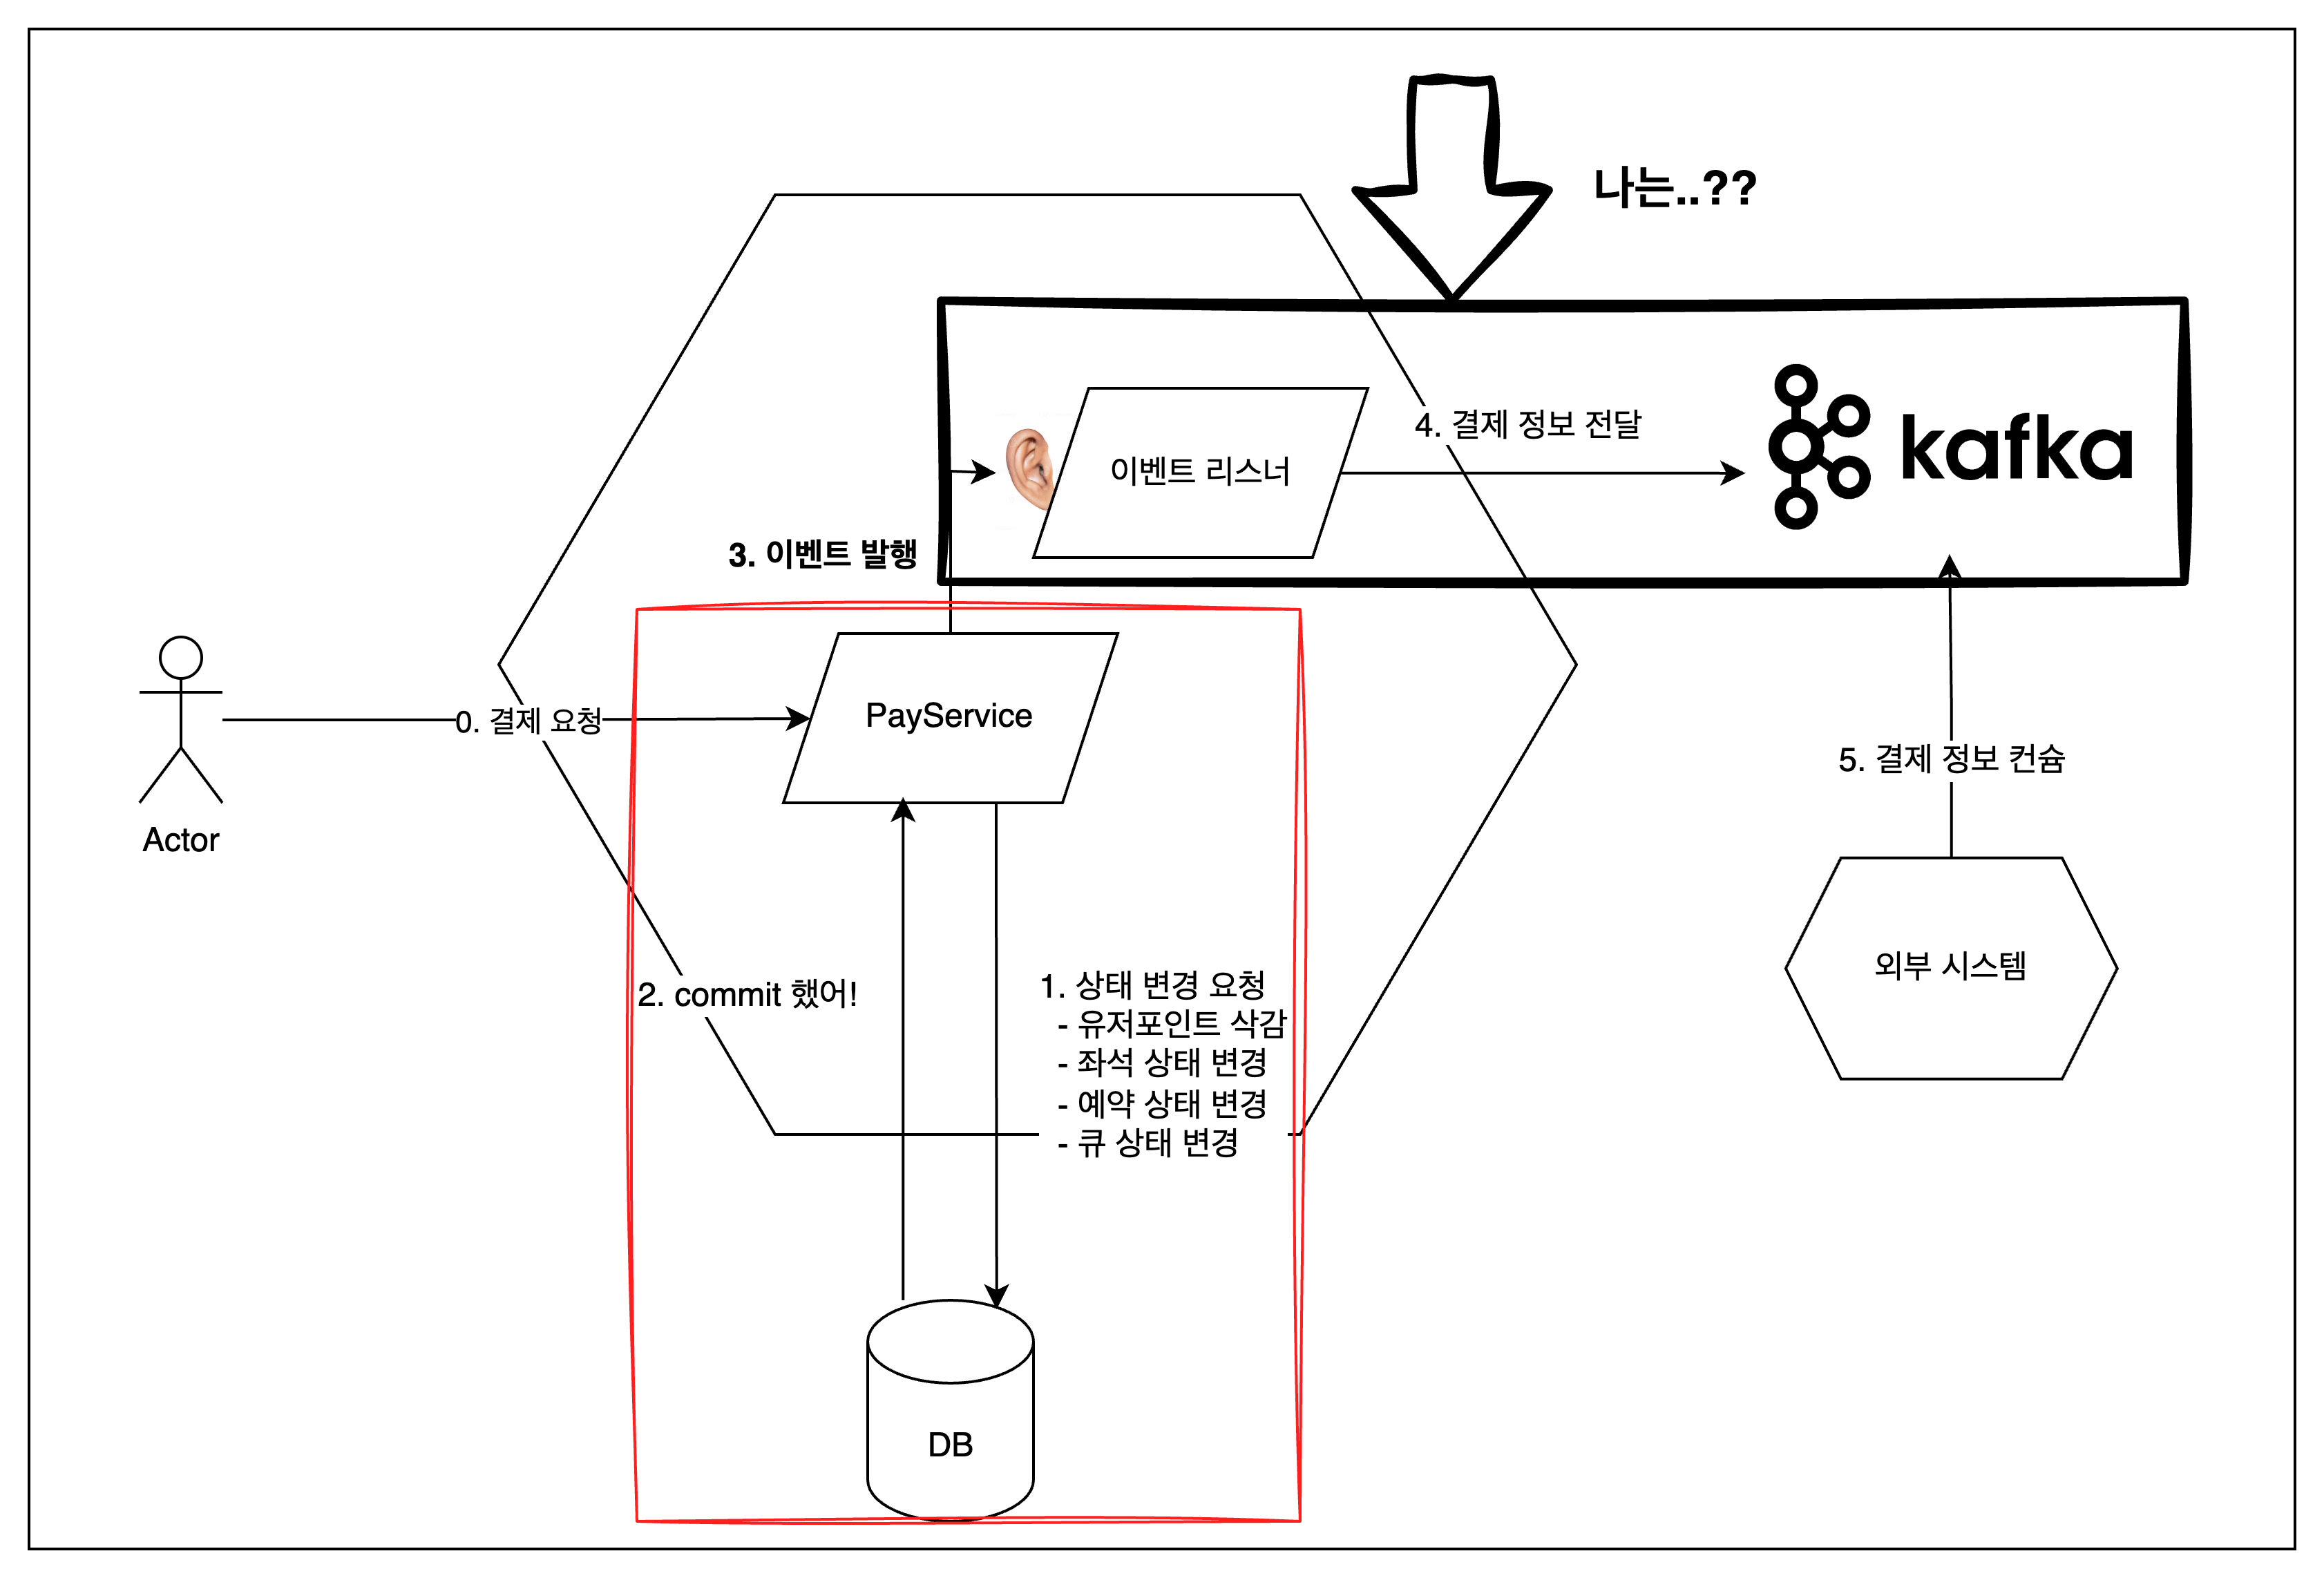 나는..??
4. 결제 정보 전달
이벤트 리스너
kafka
3. 이벤트 발행
PayService
0. 결제 요청
Actor
5. 결제 정보 컨슘
외부 시스템
2. commit 했어!
1. 상태 변경 요청
- 유저포인트 삭감
- 좌석 상태 변경
- 예약 상태 변경
- 큐 상태 변경
DB